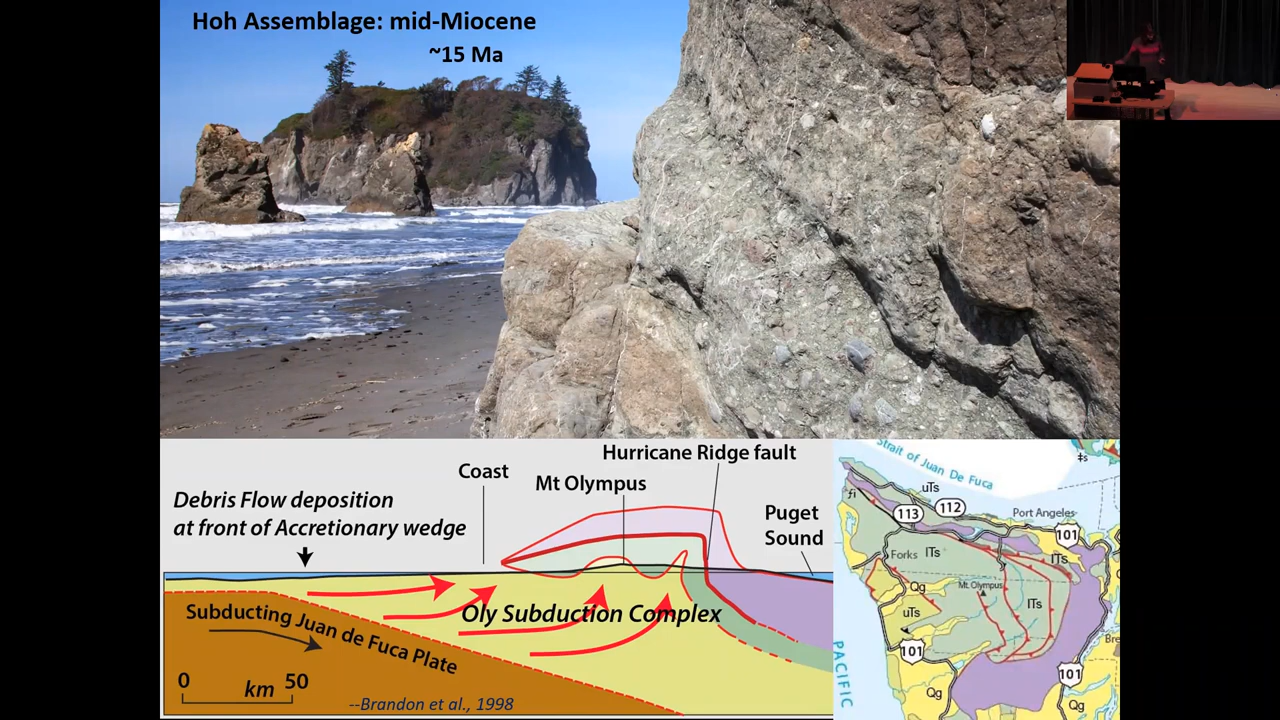 Hoh Assemblage: mid-Miocene
~15 Ma
Hurricane Ridge fault
Coast
Mt Olympus
Debris Flow deposition
at front of Accretionary wedge
Puget
Sound
Oly Subduction Complex
Subducting Juan de Fuca Plate
0 50
km
--Brandon et al., 1998
Strait of Juan De Fuca
uTs
113
112
Port Angeles
101
Forks
lTs
lTs
Qg
Mt. Olympus
lTs
uTs
101
Bre
PACIFIC
101
Qg
Qg